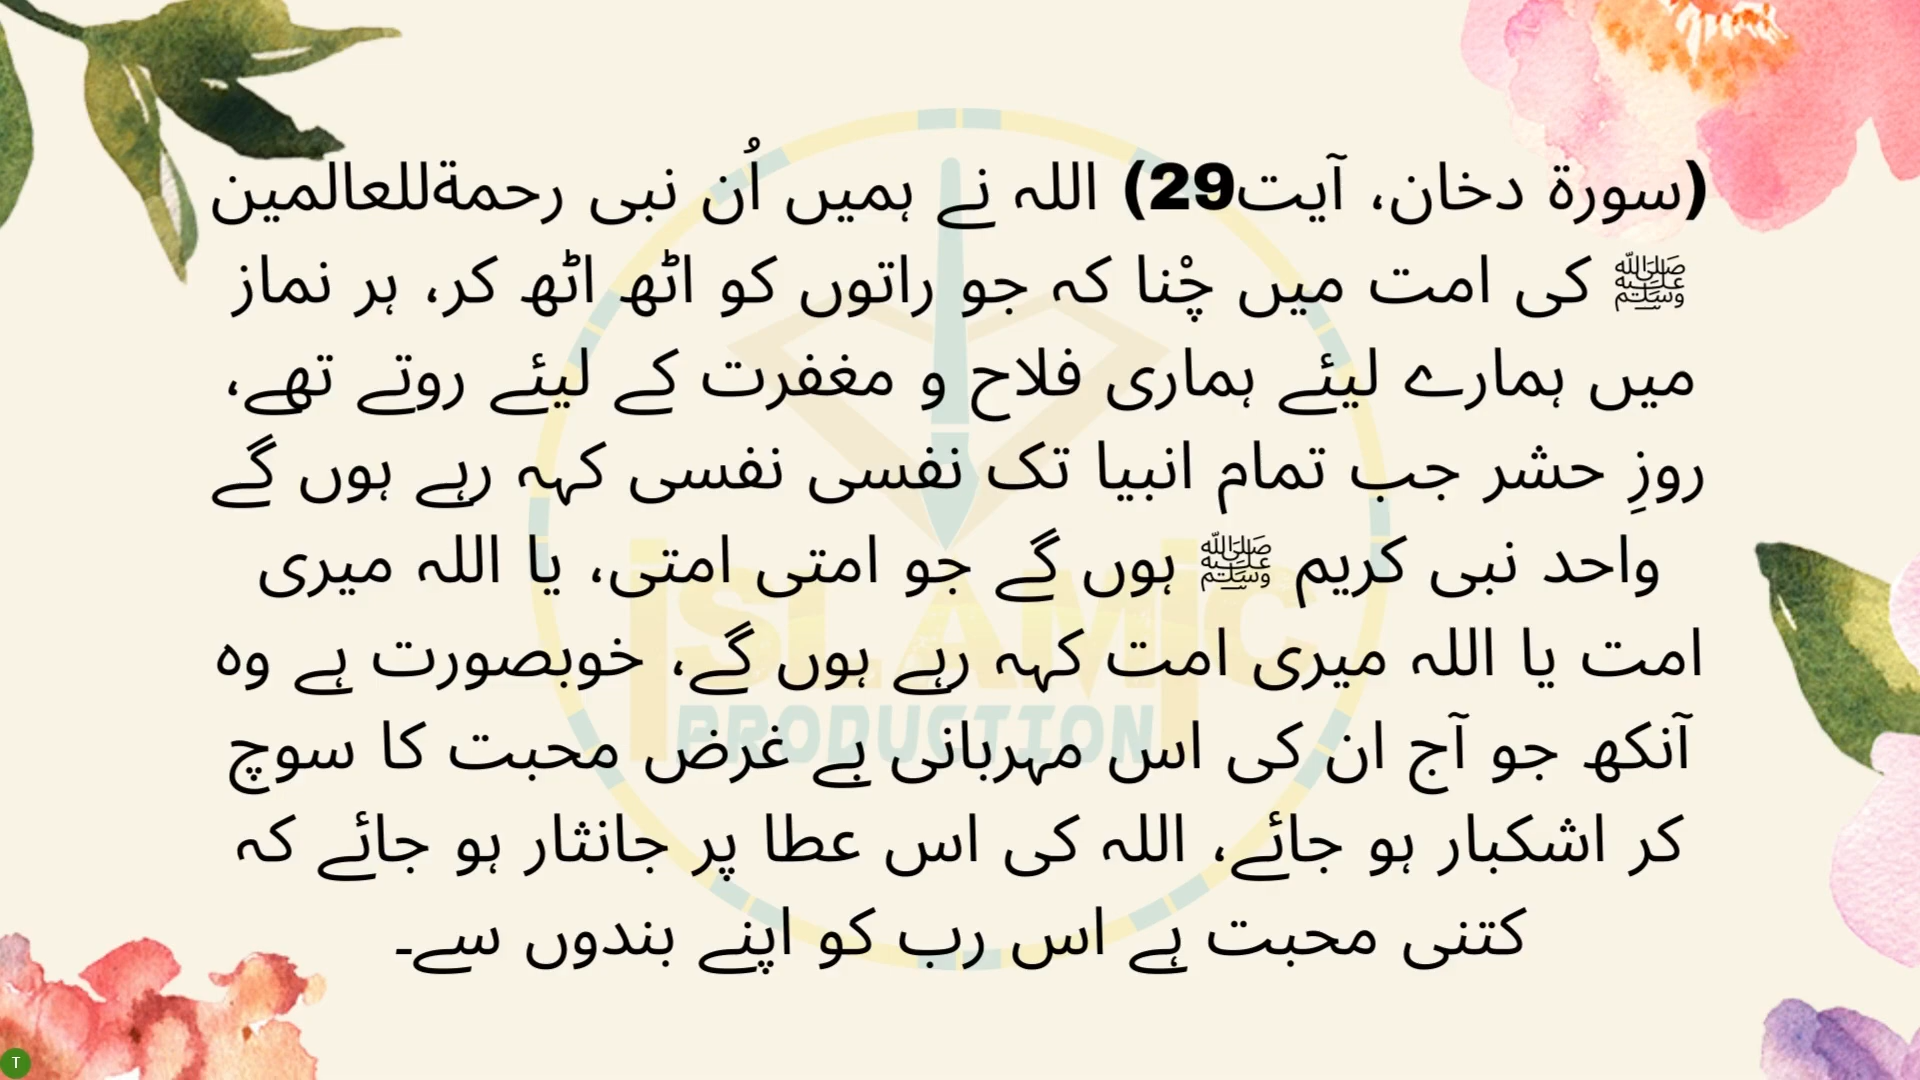 (سورۃ دخان، آیت29) اللہ نے ہمیں اُن نبی رحمةللعالمین
ﷺ کی امت میں چْنا کہ جو راتوں کو اٹھ اٹھ کر، ہر نماز
میں ہمارے لیئے ہماری فلاح و مغفرت کے لیئے روتے تھے،
روزِ حشر جب تمام انبیا تک نفسی نفسی کہہ رہے ہوں گے
واحد نبی کریم ﷺ ہوں گے جو امتی امتی، یا اللہ میری
امت یا اللہ میری امت کہہ رہے ہوں گے، خوبصورت ہے وہ
آنکھ جو آج ان کی اس مہربانی بے غرض محبت کا سوچ
کر اشکبار ہو جائے، اللہ کی اس عطا پر جانثار ہو جائے کہ
کتنی محبت ہے اس رب کو اپنے بندوں سے۔
ISLAMIC
PRODUCTION
T